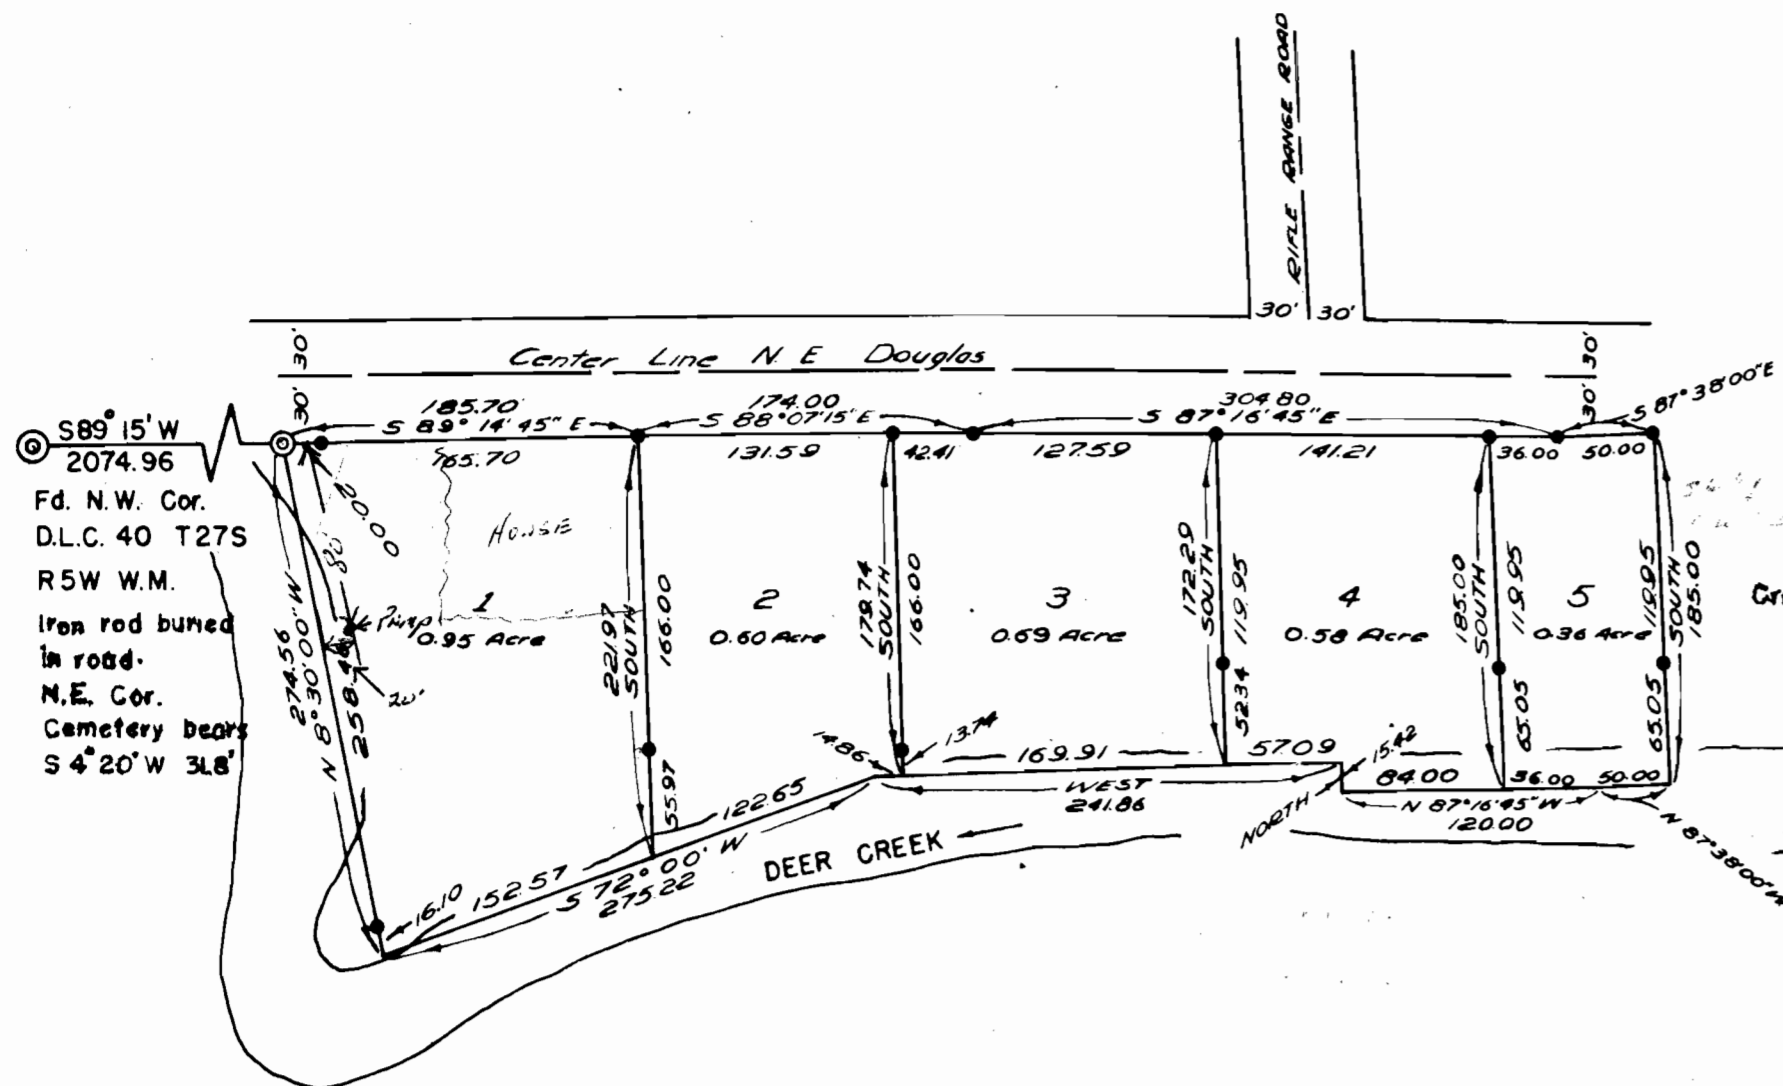 RIFLE RANGE ROAD
30' 30'
30' 30'
Center Line N. E Douglas
30' 30'
S 89° 15' W
2074.96
Fd. N.W. Cor.
D.L.C. 40 T27S
R5W W.M.
Iron rod buried
in road.
N.E. Cor.
Cemetery bears
S 4° 20' W 31.8'
185.70
S 89° 14' 45" E
165.70
174.00
S 88° 07' 15" E
131.59
42.41
304.80
S 87° 16' 45" E
127.59
141.21
36.00
50.00
S 87° 38' 00" E
20.00
80'
HOUSE
Pump
20'
274.56
N 8° 30' 00" W
258.46
1
0.95 Acre
221.97
SOUTH
166.00
55.97
2
0.60 Acre
179.74
SOUTH
166.00
13.74
14.86
3
0.69 Acre
172.29
SOUTH
119.95
52.34
4
0.58 Acre
185.00
SOUTH
119.95
65.05
5
0.36 Acre
119.95
SOUTH
185.00
65.05
169.91
57.09
15.42
NORTH
84.00
36.00
50.00
WEST
241.86
N 87° 16' 45" W
120.00
N 87° 38' 00" W
16.10
152.57
122.65
S 72° 00' W
275.22
DEER CREEK